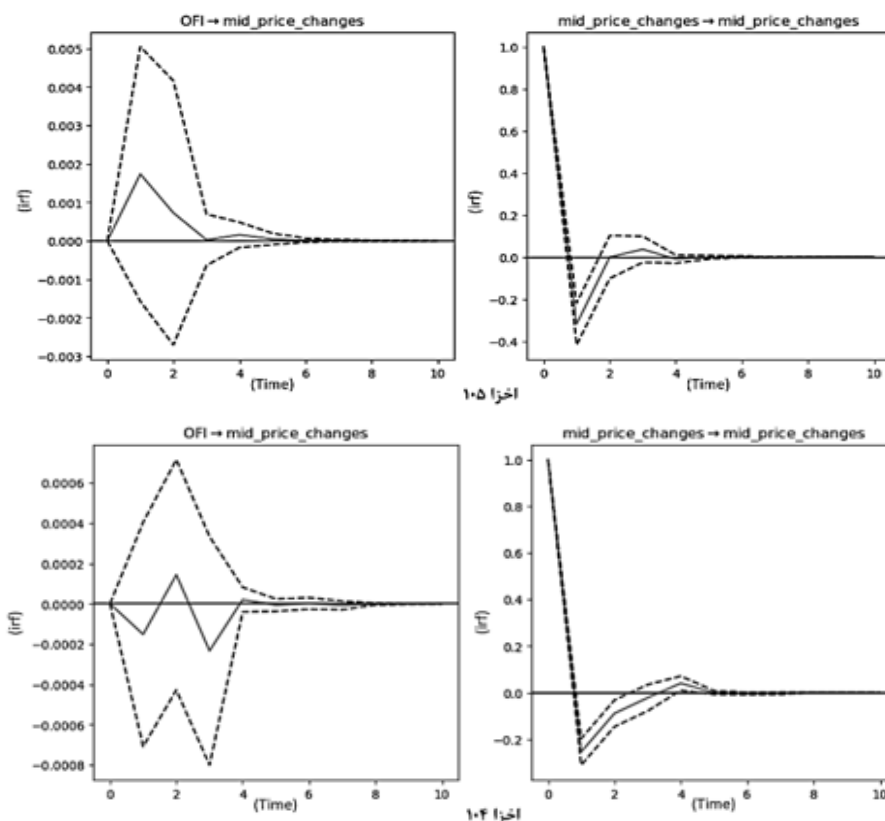 OFI → mid_price_changes
mid_price_changes → mid_price_changes
0.005
0.004
0.003
0.002
0.001
0.000
−0.001
−0.002
−0.003
(irf)
0 2 4 6 8 10
(Time)
1.0
0.8
0.6
0.4
0.2
0.0
−0.2
−0.4
(irf)
0 2 4 6 8 10
(Time)
اخزا ۱۰۵
OFI → mid_price_changes
mid_price_changes → mid_price_changes
0.0006
0.0004
0.0002
0.0000
−0.0002
−0.0004
−0.0006
−0.0008
(irf)
0 2 4 6 8 10
(Time)
1.0
0.8
0.6
0.4
0.2
0.0
−0.2
(irf)
0 2 4 6 8 10
(Time)
اخزا ۱۰۴